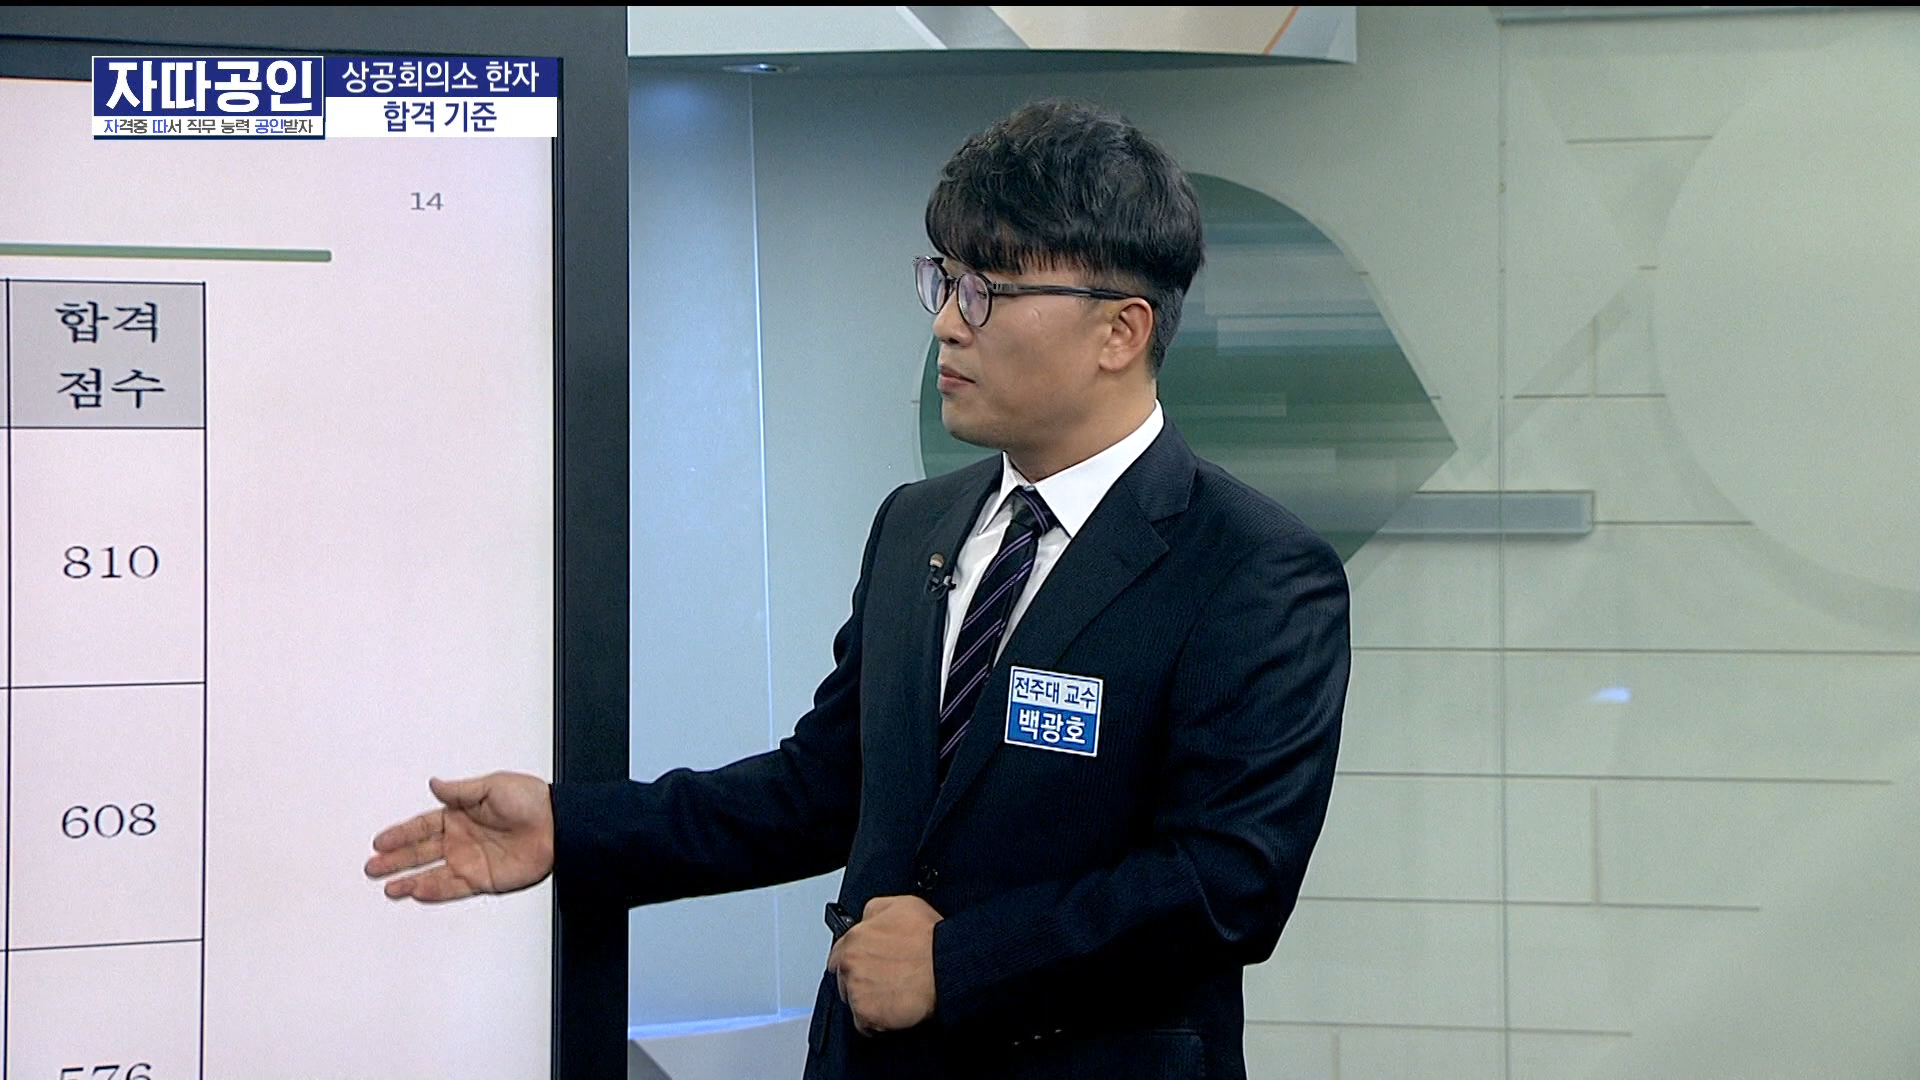 자따공인
자격증 따서 직무 능력 공인받자
상공회의소 한자
합격 기준
14
합격
점수
810
608
576
전주대 교수
백광호